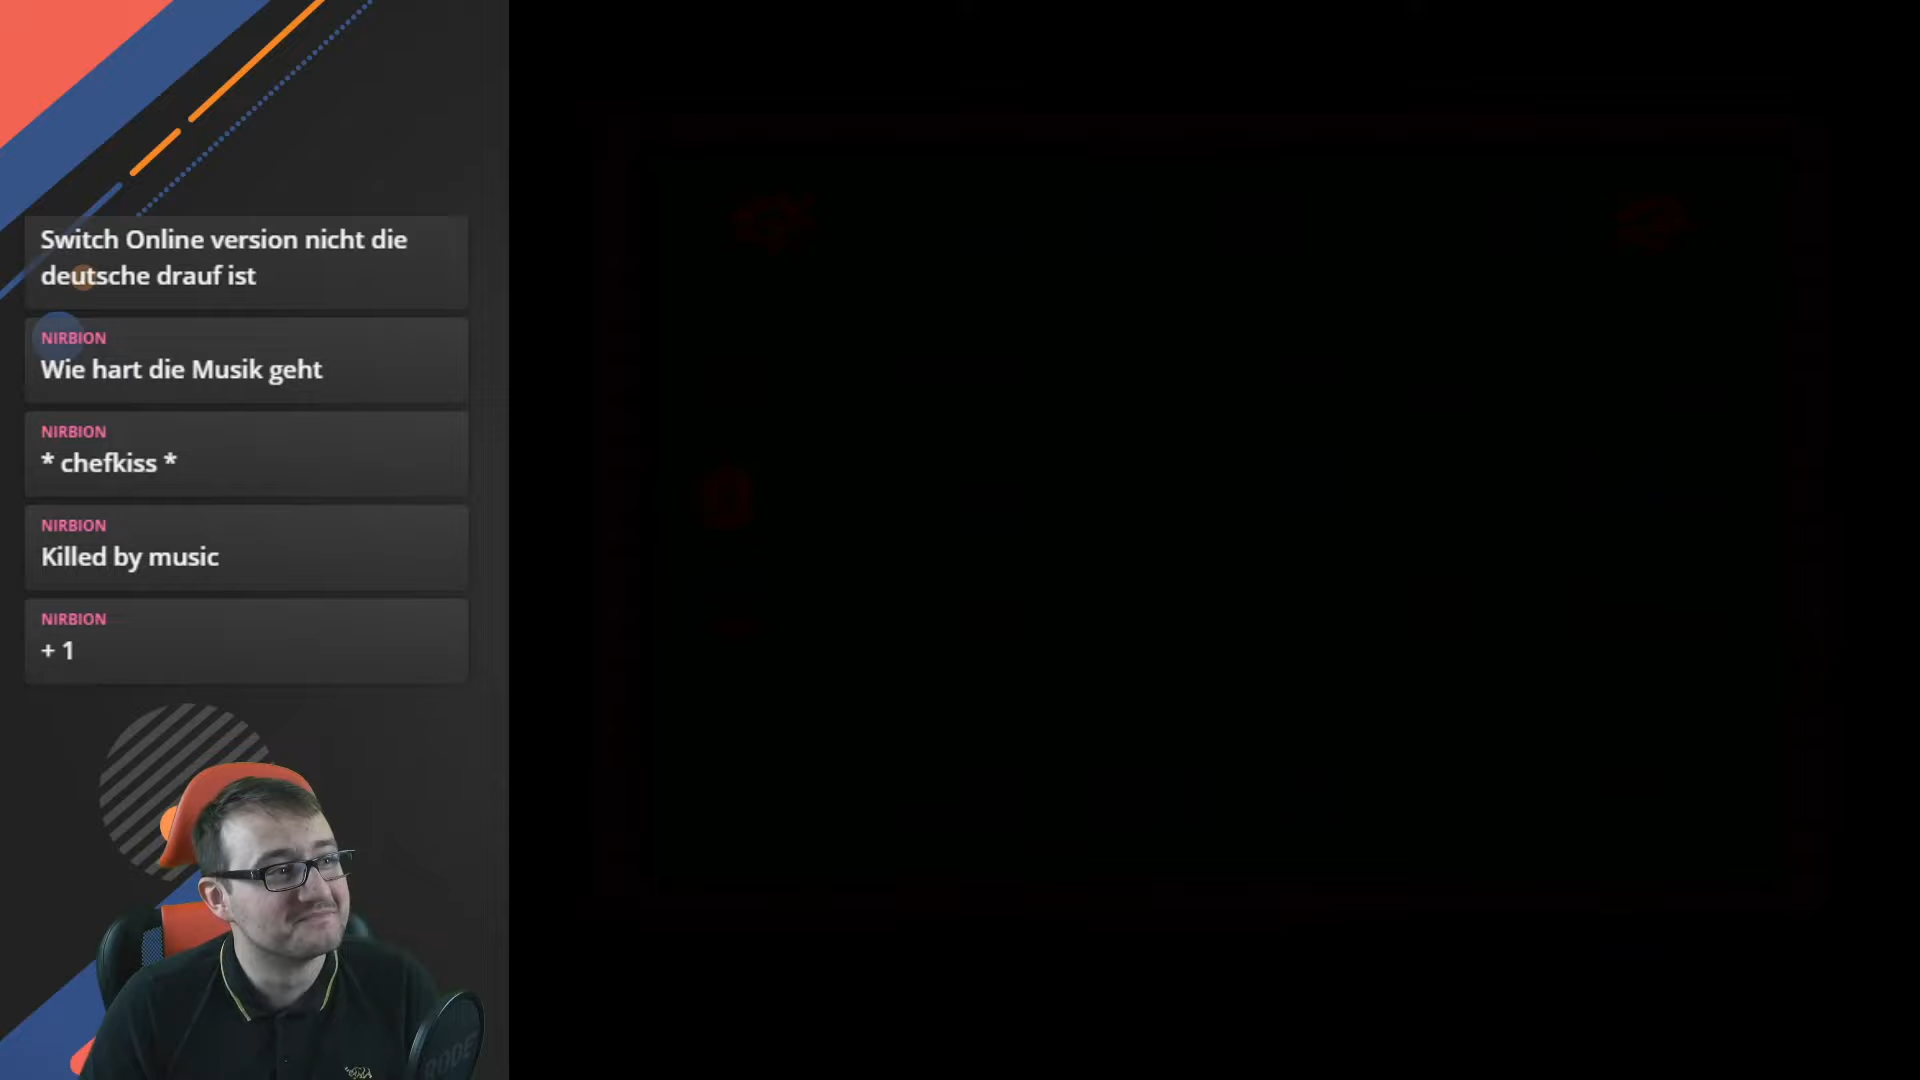 Switch Online version nicht die
deutsche drauf ist
NIRBION
Wie hart die Musik geht
NIRBION
* chefkiss *
NIRBION
Killed by music
NIRBION
+ 1
RODE